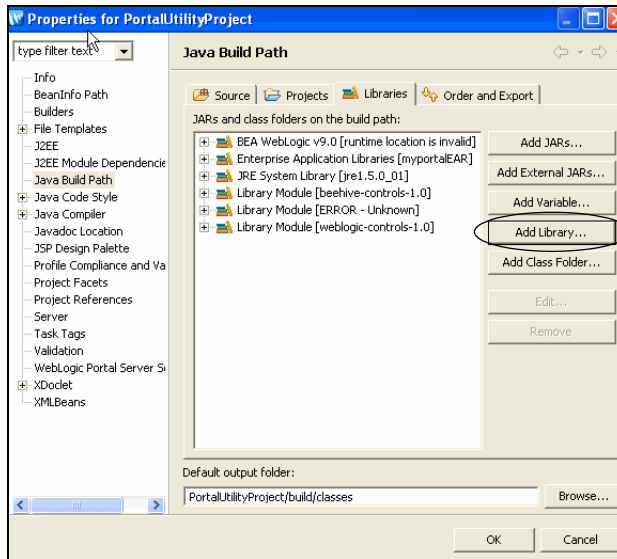 Properties for PortalUtilityProject
type filter text
Java Build Path
Info
BeanInfo Path
Builders
File Templates
J2EE
J2EE Module Dependencie
Java Build Path
Java Code Style
Java Compiler
Javadoc Location
JSP Design Palette
Profile Compliance and Va
Project Facets
Project References
Server
Task Tags
Validation
WebLogic Portal Server S
XDoclet
XMLBeans
Source
Projects
Libraries
Order and Export
JARs and class folders on the build path:
BEA WebLogic v9.0 [runtime location is invalid]
Enterprise Application Libraries [myportalEAR]
JRE System Library [jre1.5.0_01]
Library Module [beehive-controls-1.0]
Library Module [ERROR - Unknown]
Library Module [weblogic-controls-1.0]
Add JARs...
Add External JARs...
Add Variable...
Add Library...
Add Class Folder...
Edit...
Remove
Default output folder:
PortalUtilityProject/build/classes
Browse...
OK
Cancel